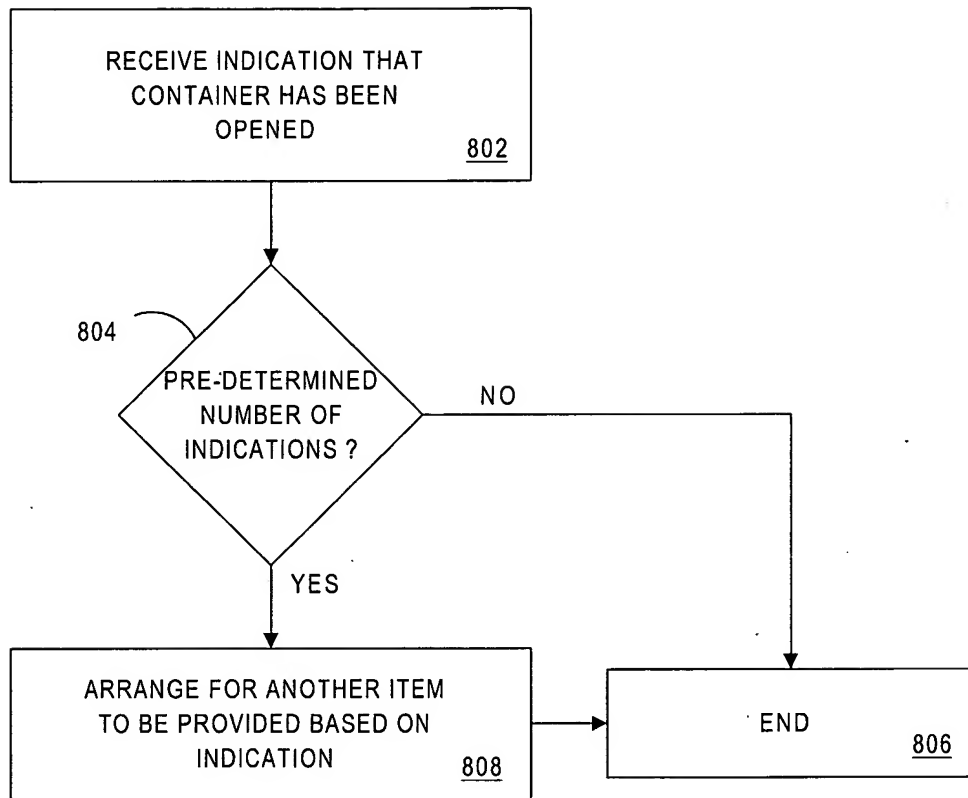 RECEIVE INDICATION THAT
CONTAINER HAS BEEN
OPENED
802
804
PRE-DETERMINED
NUMBER OF
INDICATIONS ?
NO
YES
ARRANGE FOR ANOTHER ITEM
TO BE PROVIDED BASED ON
INDICATION
808
END
806